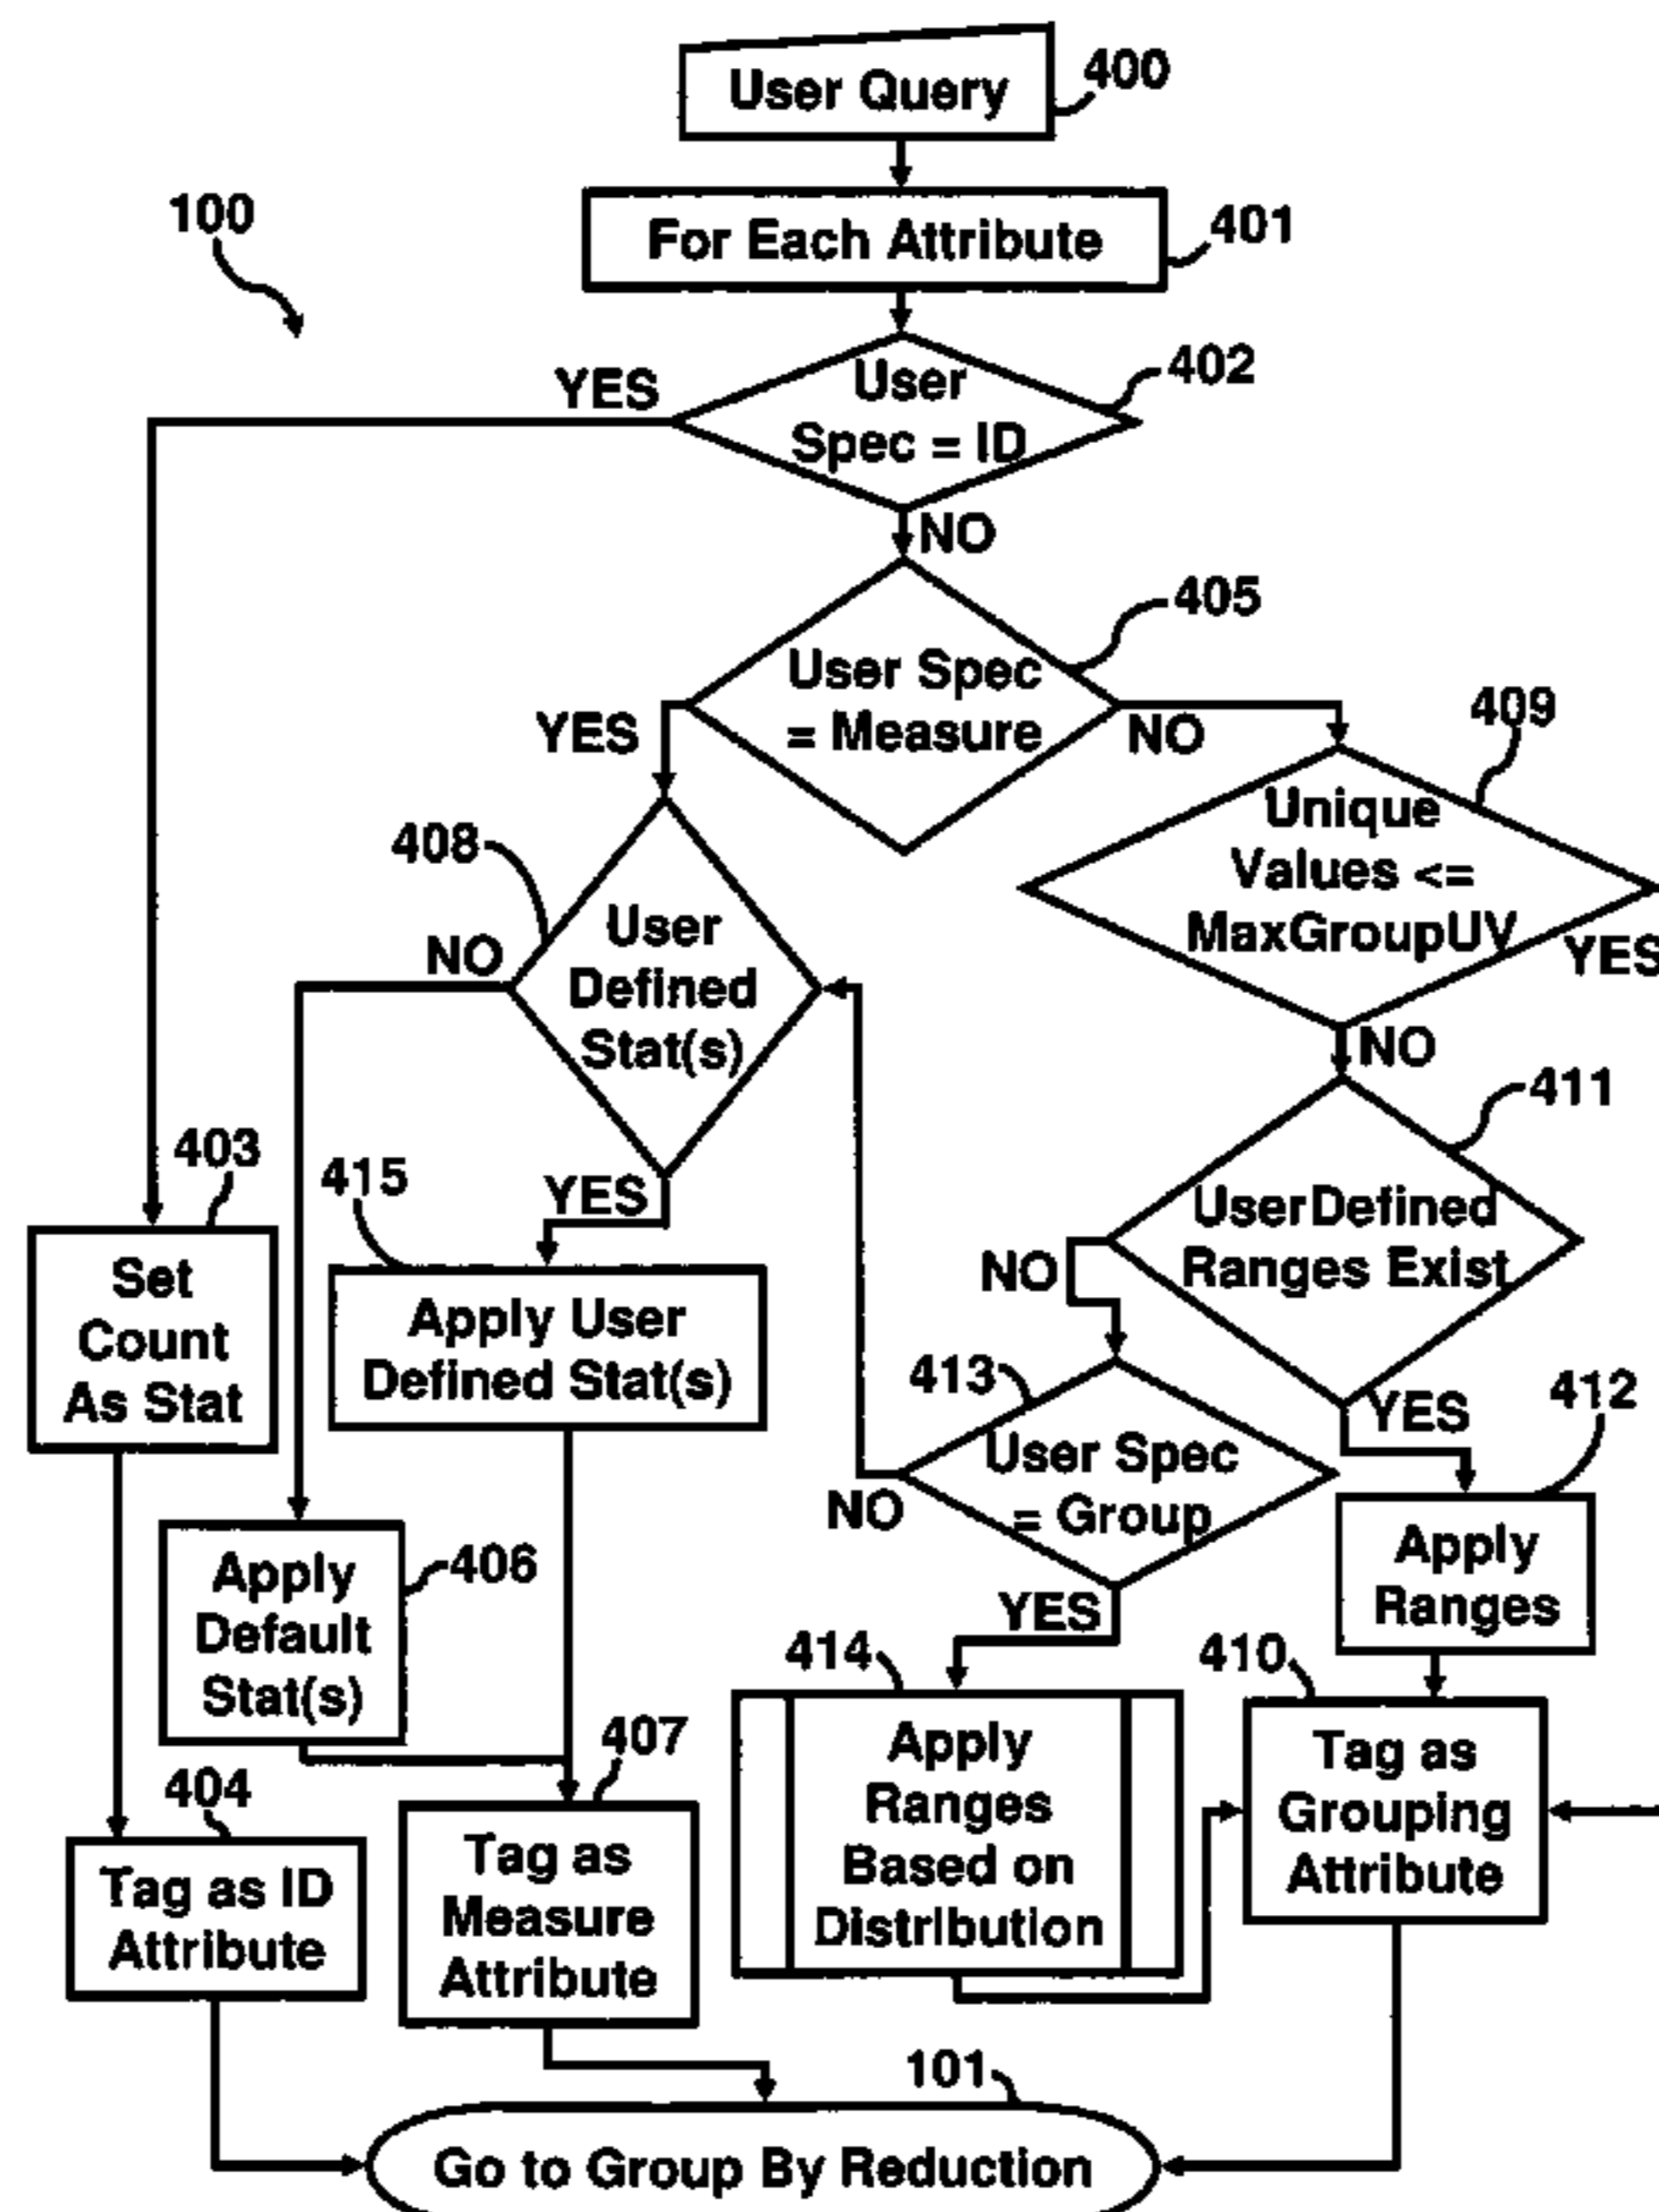 User Query
400
100
For Each Attribute
401
YES
User
Spec = ID
402
NO
405
User Spec
= Measure
YES
NO
409
Unique
Values <=
MaxGroupUV
YES
408
User
Defined
Stat(s)
NO
NO
411
User Defined
Ranges Exist
403
415
YES
NO
Set
Count
As Stat
Apply User
Defined Stat(s)
413
User Spec
= Group
NO
YES
412
Apply
Ranges
Apply
Default
Stat(s)
406
YES
414
410
Apply
Ranges
Based on
Distribution
Tag as
Grouping
Attribute
404
407
Tag as ID
Attribute
Tag as
Measure
Attribute
101
Go to Group By Reduction